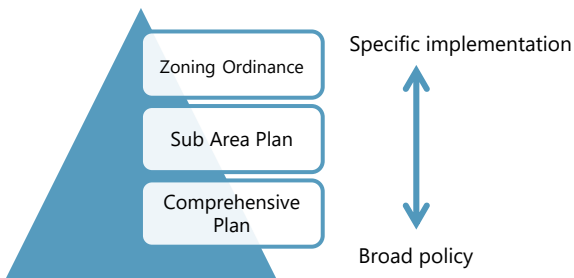 Specific implementation
Zoning Ordinance
Sub Area Plan
Comprehensive
Plan
Broad policy